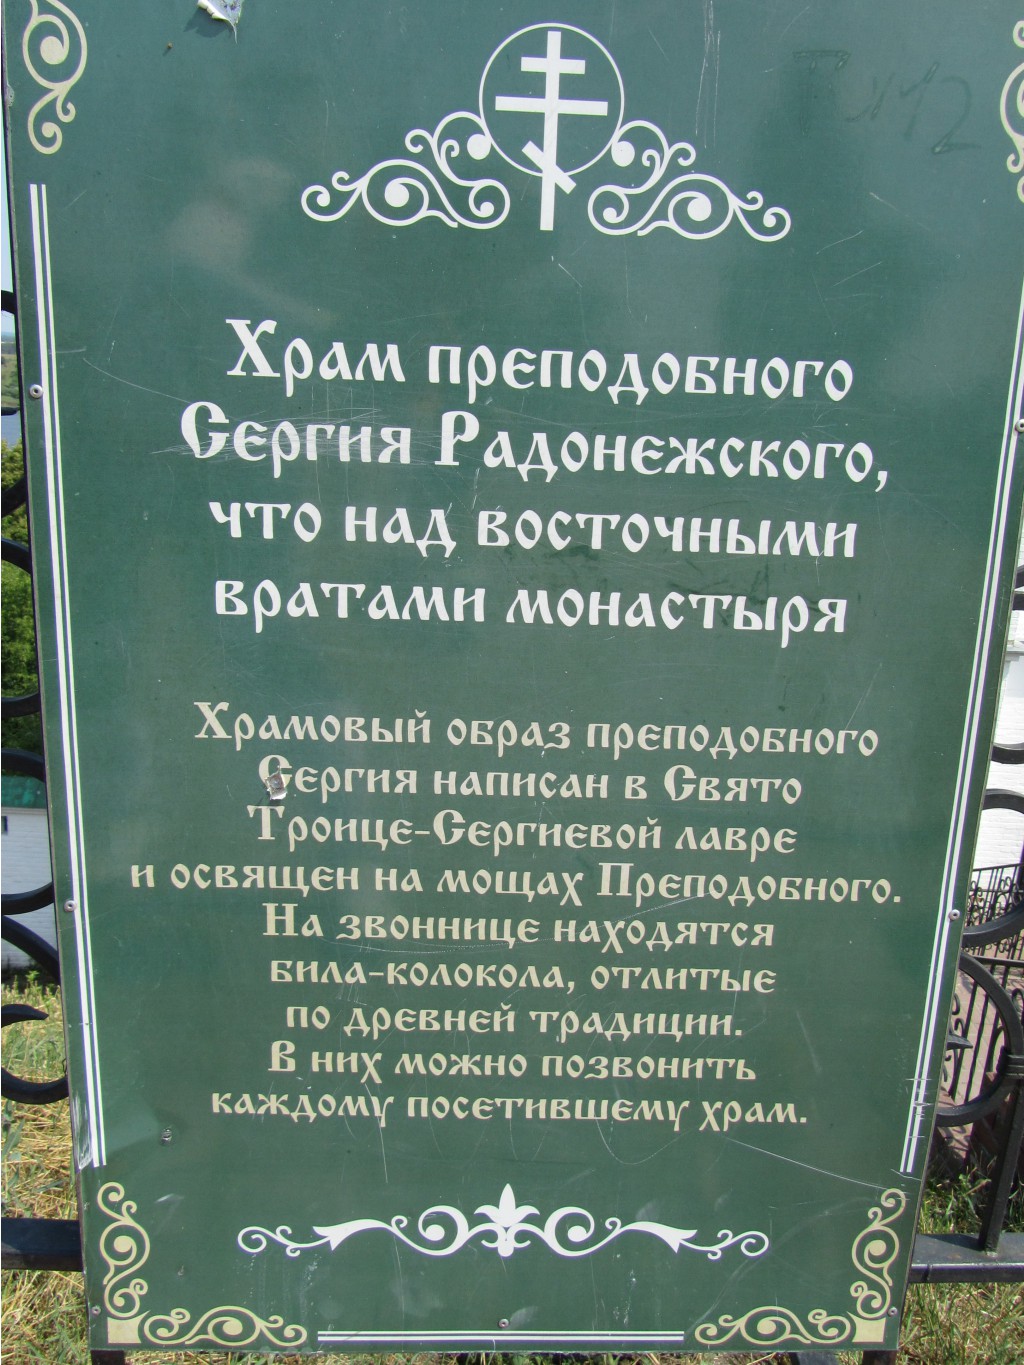 Храм преподобного
Сергия Радонежского,
что над восточными
вратами монастыря
Храмовый образ преподобного
Сергия написан в Свято
Троице-Сергиевой лавре
и освящен на мощах Преподобного.
На звоннице находятся
била-колокола, отлитые
по древней традиции.
В них можно позвонить
каждому посетившему храм.